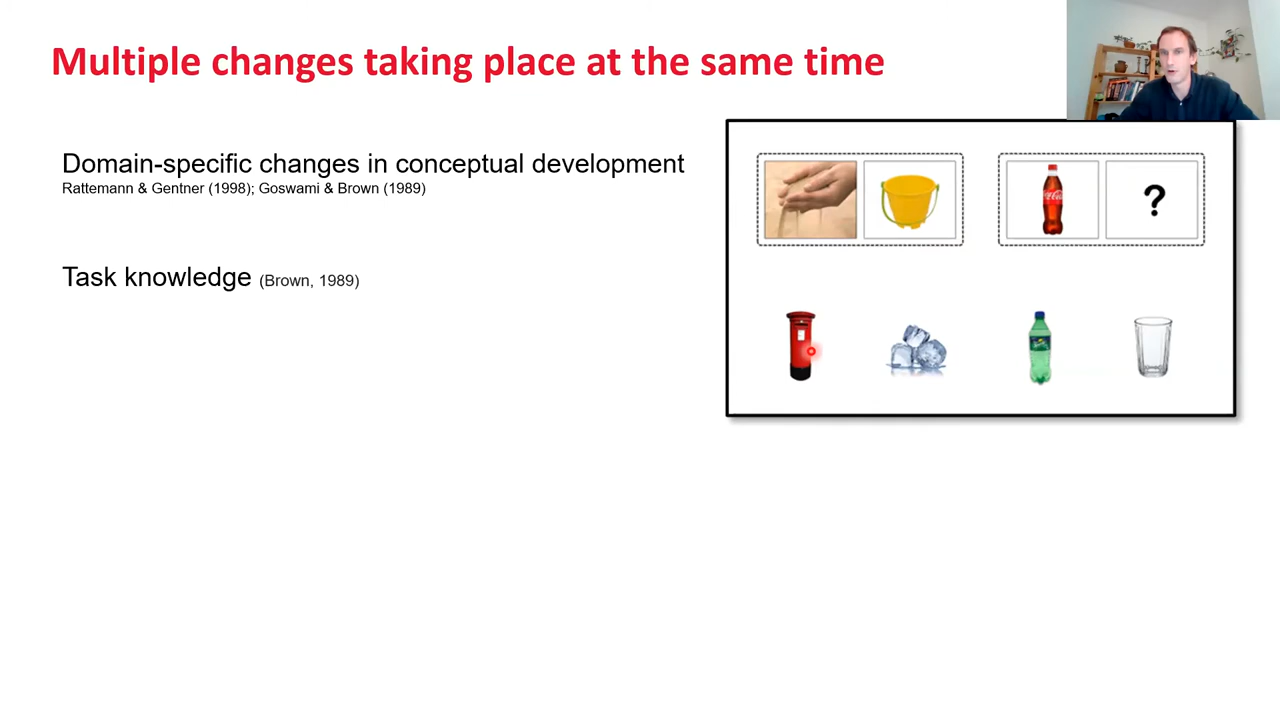 Multiple changes taking place at the same time
Domain-specific changes in conceptual development
Rattemann & Gentner (1998); Goswami & Brown (1989)
Task knowledge (Brown, 1989)
?